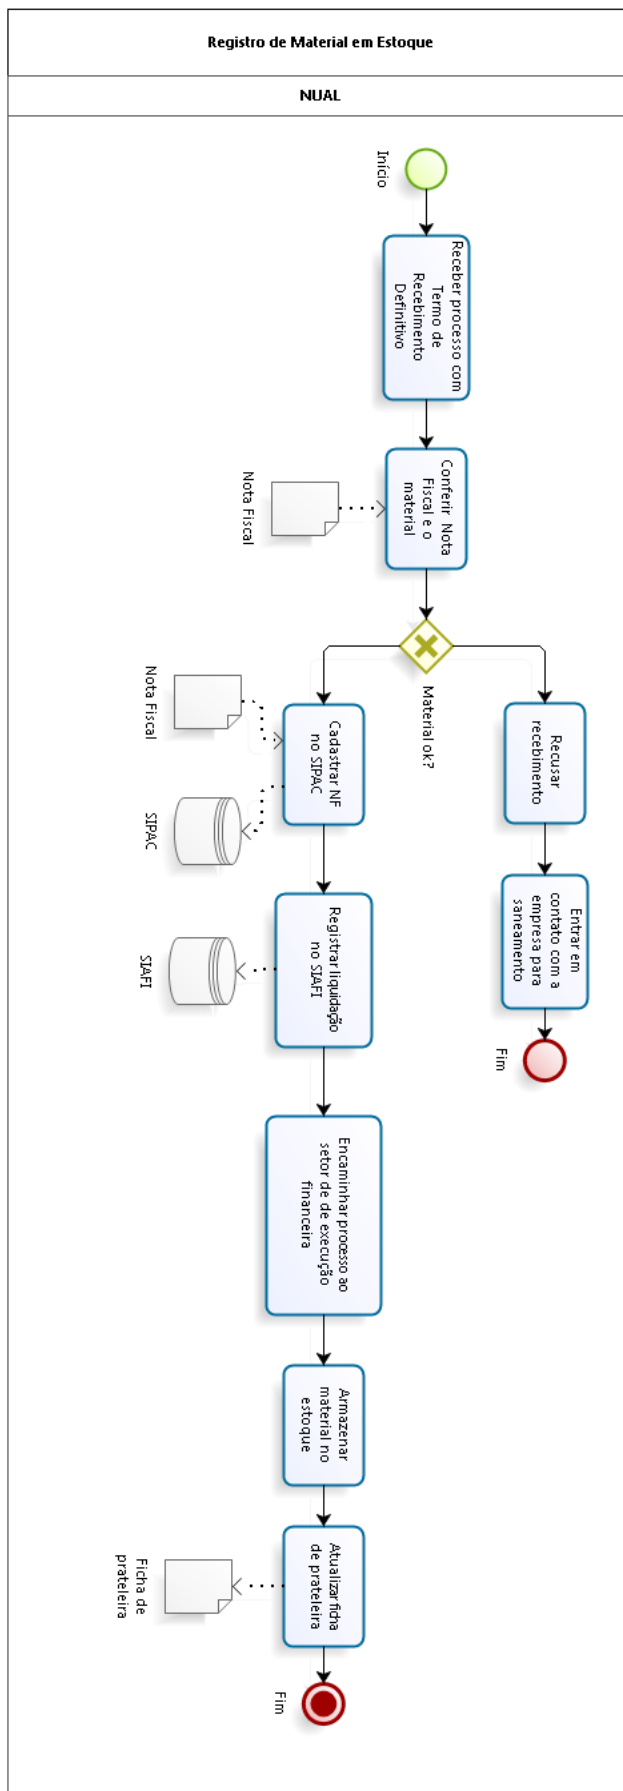 Registro de Material em Estoque
NUAL
Início
Receber processo com
Termo de
Recebimento
Definitivo
Conferir Nota
Fiscal e o
material
Nota Fiscal
Material ok?
Recusar
recebimento
Entrar em
contato com a
empresa para
saneamento
Fim
Cadastrar NF
no SIPAC
Nota Fiscal
SIPAC
Registrar liquidação
no SIAFI
SIAFI
Encaminhar processo ao
setor de de execução
financeira
Armazenar
material no
estoque
Atualizar ficha
de prateleira
Ficha de
prateleira
Fim